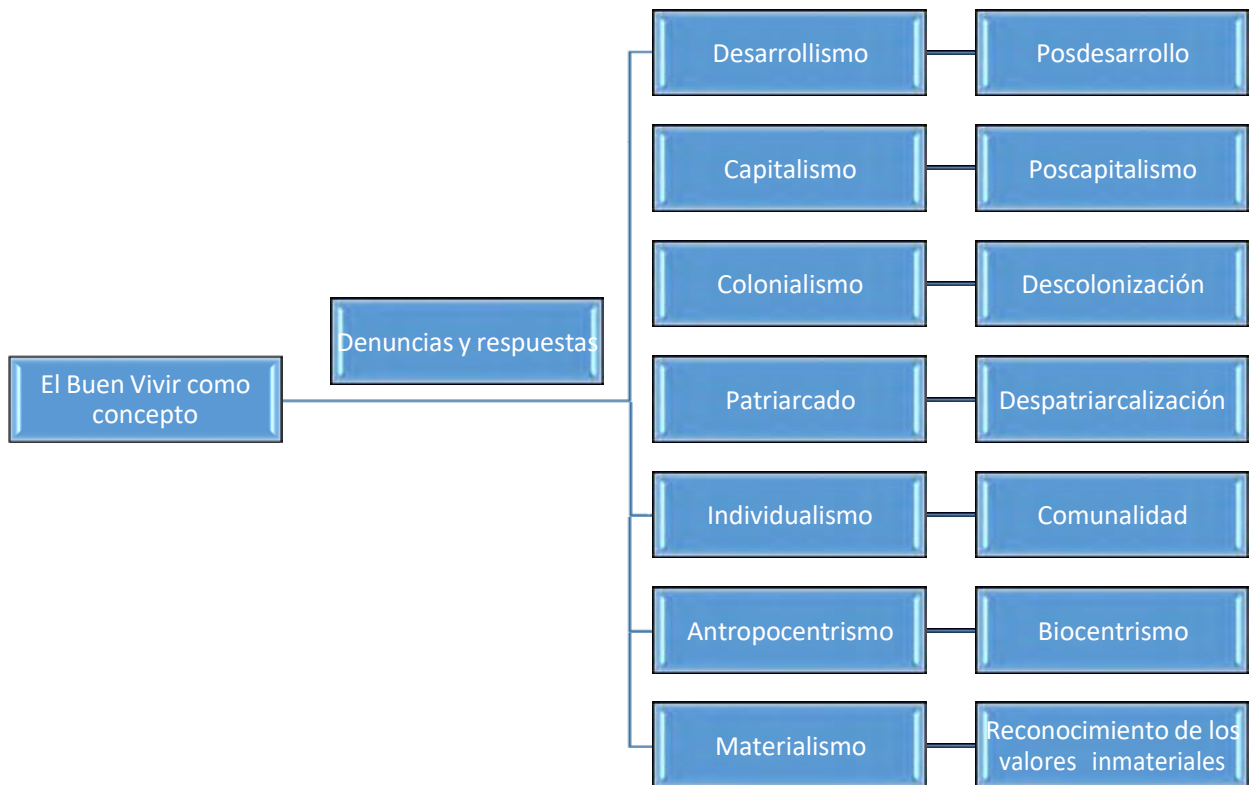 Desarrollismo
Posdesarrollo
Capitalismo
Poscapitalismo
Colonialismo
Descolonización
Denuncias y respuestas
El Buen Vivir como
concepto
Patriarcado
Despatriarcalización
Individualismo
Comunalidad
Antropocentrismo
Biocentrismo
Materialismo
Reconocimiento de los
valores inmateriales